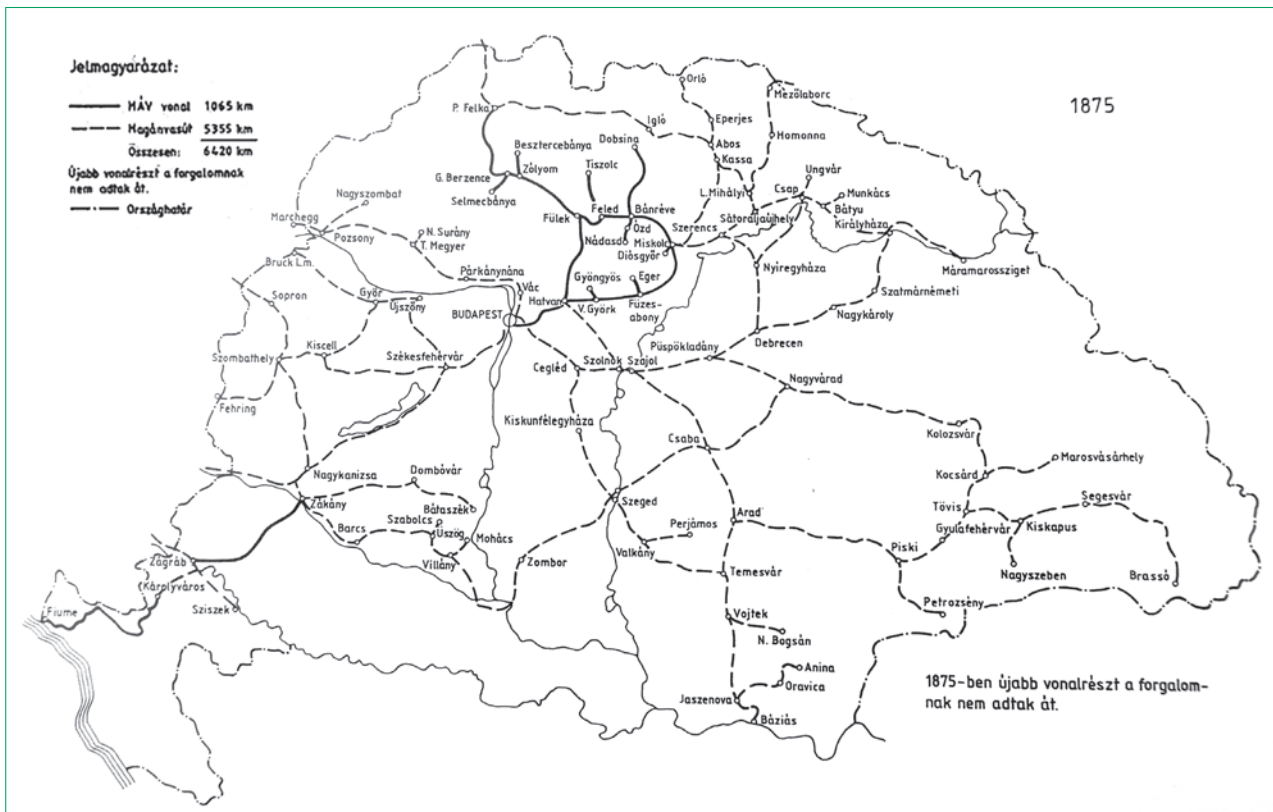 Jelmagyarázat:
MÁV vonal 1065 km
Magánvasút 5355 km
Összesen: 6420 km
Újabb vonalrészt a forgalomnak
nem adtak át.
Országhatár
1875
Orló
Mezőlaborc
P. Felka
Igló
Eperjes
Homonna
Besztercebánya
Dobsina
Abos
Kassa
Zólyom
Tiszolc
Ungvár
G. Berzence
L. Mihályi
Csap
Munkács
Selmecbánya
Bátyu
Nagyszombat
Fülek
Feled
Bánréve
Sátoraljaújhely
Királyháza
Marchegg
Ózd
Szerencs
Pozsony
N. Surány
Nádasd
Miskolc
T. Megyer
Diósgyőr
Bruck L.m.
Nyíregyháza
Máramarossziget
Párkánynána
Gyöngyös
Eger
Vác
Győr
Szatmárnémeti
Sopron
Újszőny
Hatvan
V. Györk
Füzes-
abony
Nagykároly
BUDAPEST
Debrecen
Kiscell
Püspökladány
Szombathely
Székesfehérvár
Cegléd
Szolnok
Szajol
Nagyvárad
Fehring
Kiskunfélegyháza
Kolozsvár
Csaba
Marosvásárhely
Nagykanizsa
Dombóvár
Kocsárd
Zákány
Szeged
Bátaszék
Segesvár
Tövis
Szabolcs
Arad
Barcs
Perjámos
Gyulafehérvár
Kiskapus
Üszög
Mohács
Villány
Zombor
Valkány
Piski
Zágráb
Temesvár
Nagyszeben
Brassó
Károlyváros
Fiume
Sziszek
Petrozsény
Vojtek
N. Bogsán
Anina
Oravica
Jaszenova
Báziás
1875-ben újabb vonalrészt a forgalom-
nak nem adtak át.